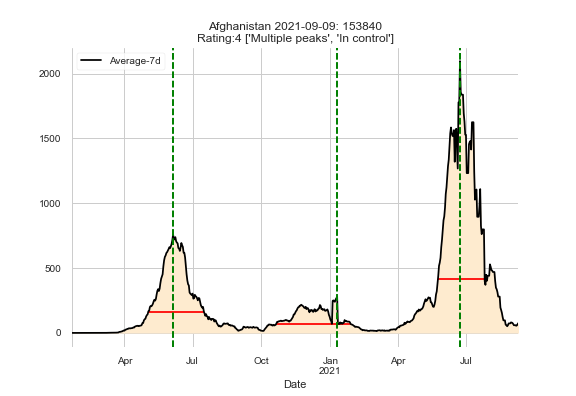 Afghanistan 2021-09-09: 153840
Rating:4 ['Multiple peaks', 'In control']
Average-7d
2000
1500
1000
500
0
Apr Jul Oct Jan Apr Jul
2021
Date